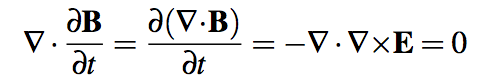 ∇ · ∂𝐁/∂t = ∂(∇·𝐁)/∂t = −∇ · ∇×𝐄 = 0